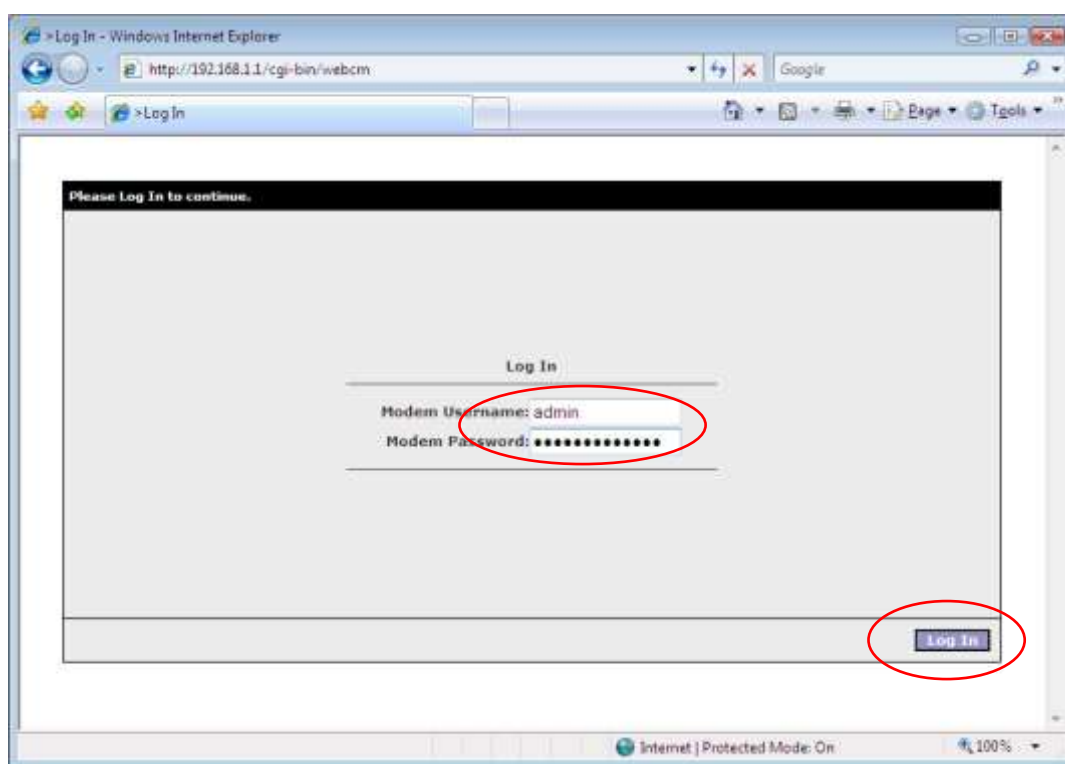 >Log In - Windows Internet Explorer
http://192.168.1.1/cgi-bin/webcm
Google
>Log In
Page
Tools
Please Log In to continue.
Log In
Modem Username: admin
Modem Password: •••••••••••••
Log In
Internet | Protected Mode: On
100%